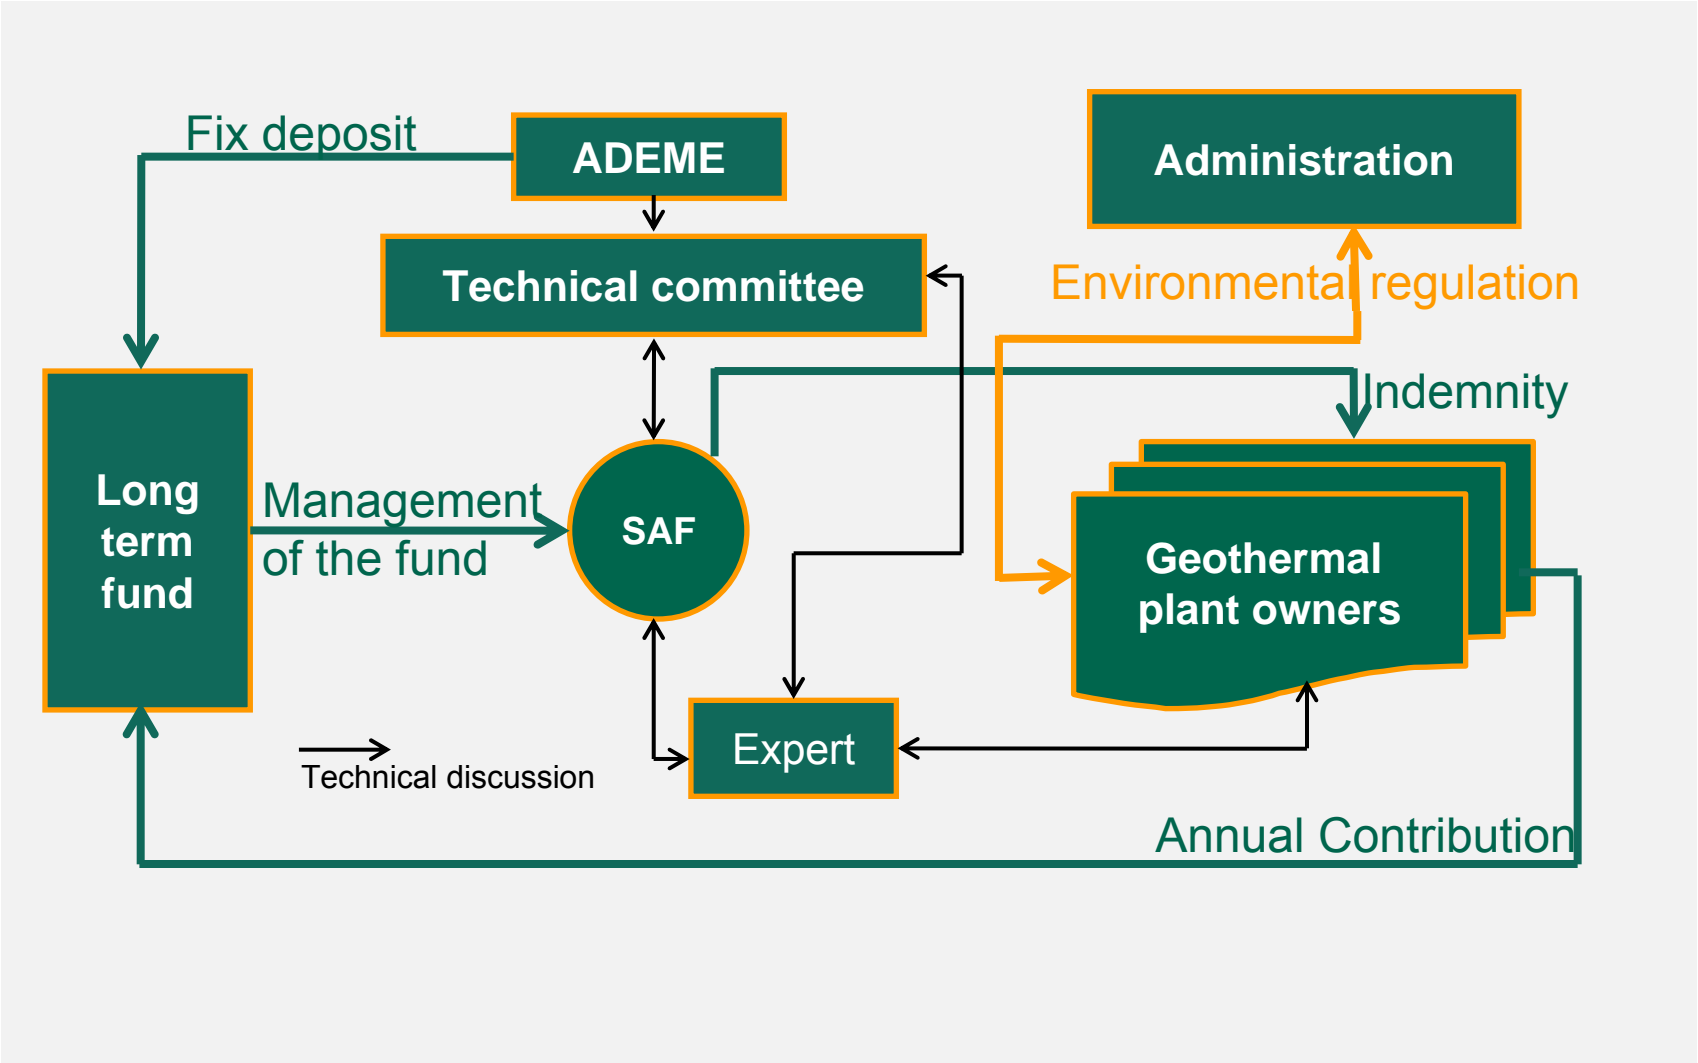 Fix deposit
ADEME
Administration
Technical committee
Environmental regulation
Indemnity
Long
term
fund
Management
of the fund
SAF
Geothermal
plant owners
Expert
Technical discussion
Annual Contribution